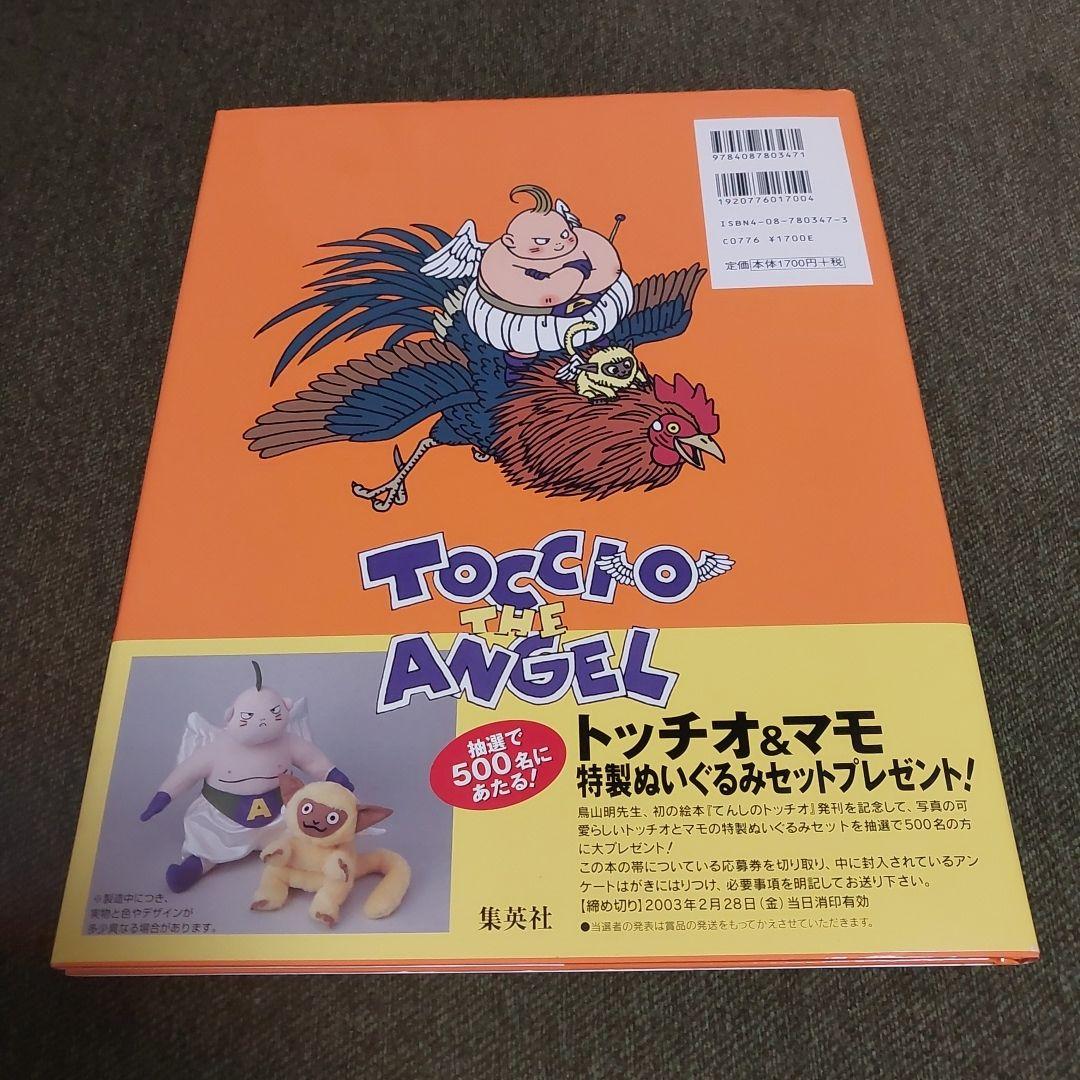 9784087803471
1920776017004
ISBN4-08-780347-3
C0776 ¥1700E
定価 本体1700円+税
A
TOCCIO
THE
ANGEL
A
抽選で
500名に
あたる!
トッチオ&マモ
特製ぬいぐるみセットプレゼント!
鳥山明先生、初の絵本『てんしのトッチオ』発刊を記念して、写真の可
愛らしいトッチオとマモの特製ぬいぐるみセットを抽選で500名の方
に大プレゼント!
この本の帯についている応募券を切り取り、中に封入されているアン
ケートはがきにはりつけ、必要事項を明記してお送り下さい。
【締め切り】2003年2月28日(金)当日消印有効
●当選者の発表は賞品の発送をもってかえさせていただきます。
※製造中につき、
実物と色やデザインが
多少異なる場合があります。
集英社